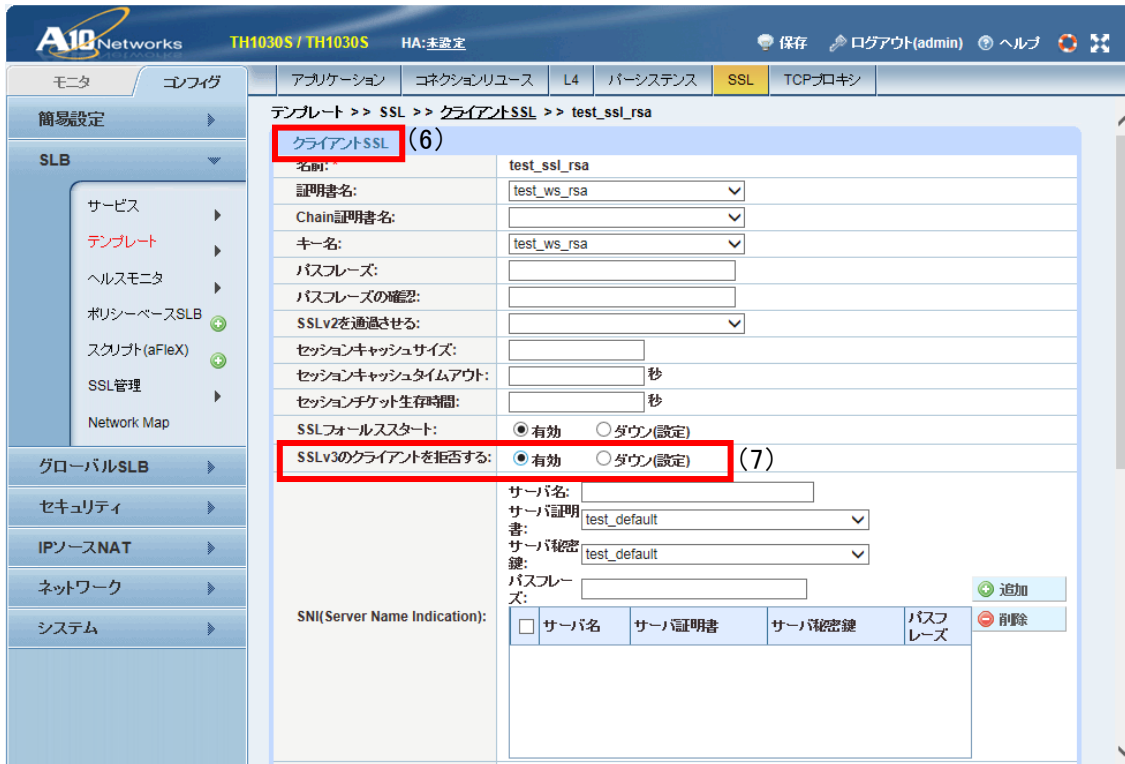 A10 Networks TH1030S / TH1030S HA:未設定 保存 ログアウト(admin) ヘルプ
モニタ コンフィグ アプリケーション コネクションリユース L4 パーシステンス SSL TCPプロキシ
簡易設定
SLB
サービス
テンプレート
ヘルスモニタ
ポリシーベースSLB
スクリプト(aFleX)
SSL管理
Network Map
グローバルSLB
セキュリティ
IPソースNAT
ネットワーク
システム
テンプレート >> SSL >> クライアントSSL >> test_ssl_rsa
クライアントSSL (6)
名前: * test_ssl_rsa
証明書名: test_ws_rsa
Chain証明書名:
キー名: test_ws_rsa
パスフレーズ:
パスフレーズの確認:
SSLv2を通過させる:
セッションキャッシュサイズ:
セッションキャッシュタイムアウト: 秒
セッションチケット生存時間: 秒
SSLフォールススタート: 有効 ダウン(設定)
SSLv3のクライアントを拒否する: 有効 ダウン(設定) (7)
SNI(Server Name Indication):
サーバ名:
サーバ証明書: test_default
サーバ秘密鍵: test_default
パスフレーズ: 追加
サーバ名 サーバ証明書 サーバ秘密鍵 パスフレーズ 削除